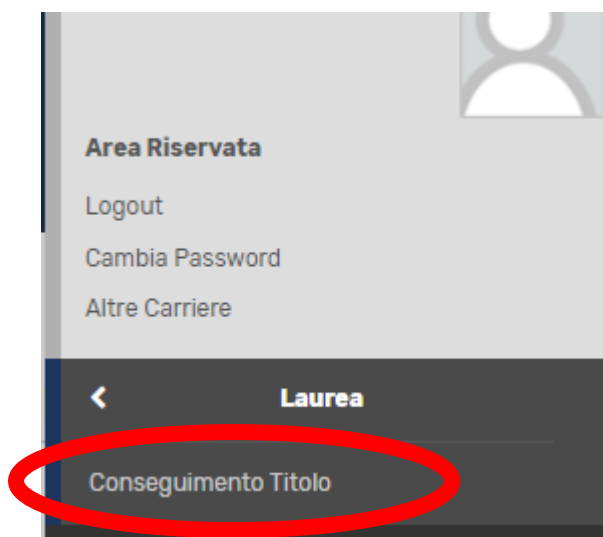 Area Riservata
Logout
Cambia Password
Altre Carriere
Laurea
Conseguimento Titolo